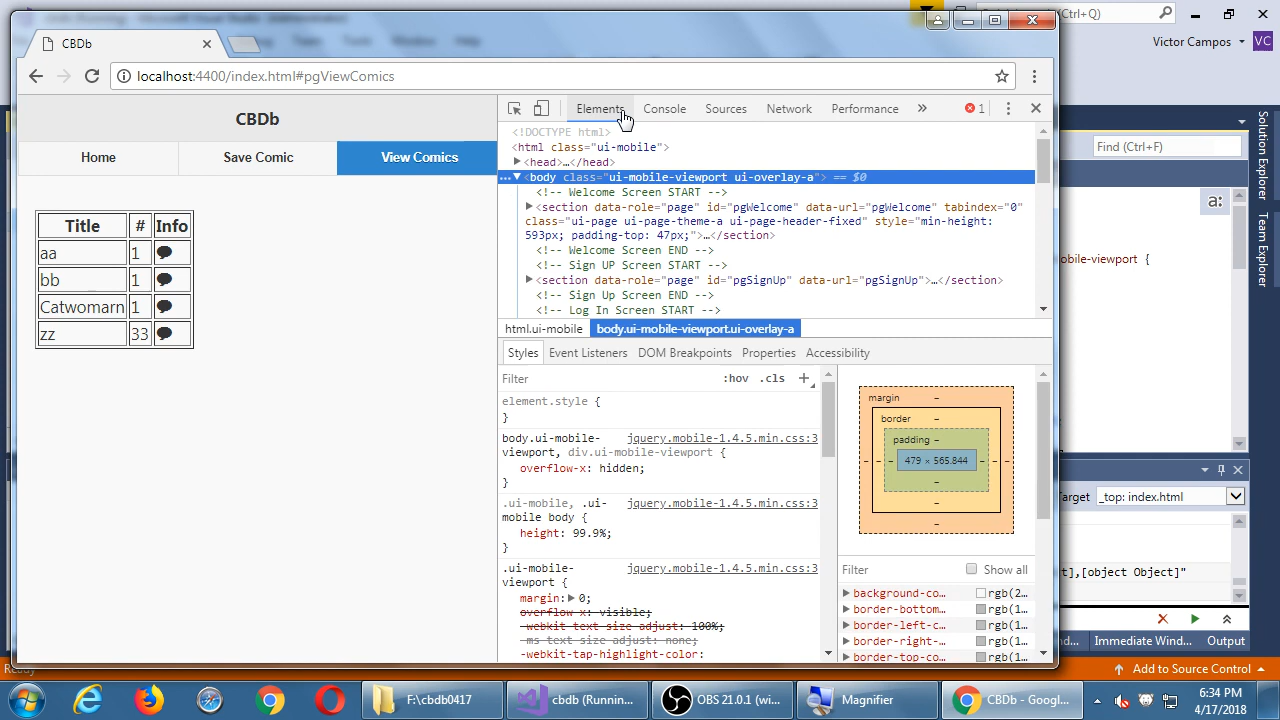 (Ctrl+Q)
Victor Campos
VC
CBDb
localhost:4400/index.html#pgViewComics
Find (Ctrl+F)
Solution Explorer
Team Explorer
a:
CBDb
Home
Save Comic
View Comics
Title # Info
aa 1
bb 1
Catwomarn 1
zz 33
Elements Console Sources Network Performance » 1
<!DOCTYPE html>
<html class="ui-mobile">
<head>…</head>
<body class="ui-mobile-viewport ui-overlay-a"> == $0
<!-- Welcome Screen START -->
<section data-role="page" id="pgWelcome" data-url="pgWelcome" tabindex="0"
class="ui-page ui-page-theme-a ui-page-header-fixed" style="min-height:
593px; padding-top: 47px;">…</section>
<!-- Welcome Screen END -->
<!-- Sign UP Screen START -->
<section data-role="page" id="pgSignUp" data-url="pgSignUp">…</section>
<!-- Sign Up Screen END -->
<!-- Log In Screen START -->
html.ui-mobile body.ui-mobile-viewport.ui-overlay-a
Styles Event Listeners DOM Breakpoints Properties Accessibility
Filter :hov .cls +
element.style {
}
body.ui-mobile- jquery.mobile-1.4.5.min.css:3
viewport, div.ui-mobile-viewport {
overflow-x: hidden;
}
.ui-mobile, .ui- jquery.mobile-1.4.5.min.css:3
mobile body {
height: 99.9%;
}
.ui-mobile- jquery.mobile-1.4.5.min.css:3
viewport {
margin: 0;
overflow-x: visible;
-webkit-text-size-adjust: 100%;
-ms-text-size-adjust: none;
-webkit-tap-highlight-color:
margin –
border –
padding –
– – – 479 × 565.844 – – –
–
–
–
Filter Show all
background-co… rgb(2
border-bottom… rgb(1
border-left-c… rgb(1
border-right-… rgb(1
border-top-co… rgb(1
obile-viewport {
Target _top: index.html
t],[object Object]"
nd... Immediate Wind... Output
Ready
Add to Source Control
F:\cbdb0417
cbdb (Runnin...
OBS 21.0.1 (wi...
Magnifier
CBDb - Googl...
6:34 PM
4/17/2018